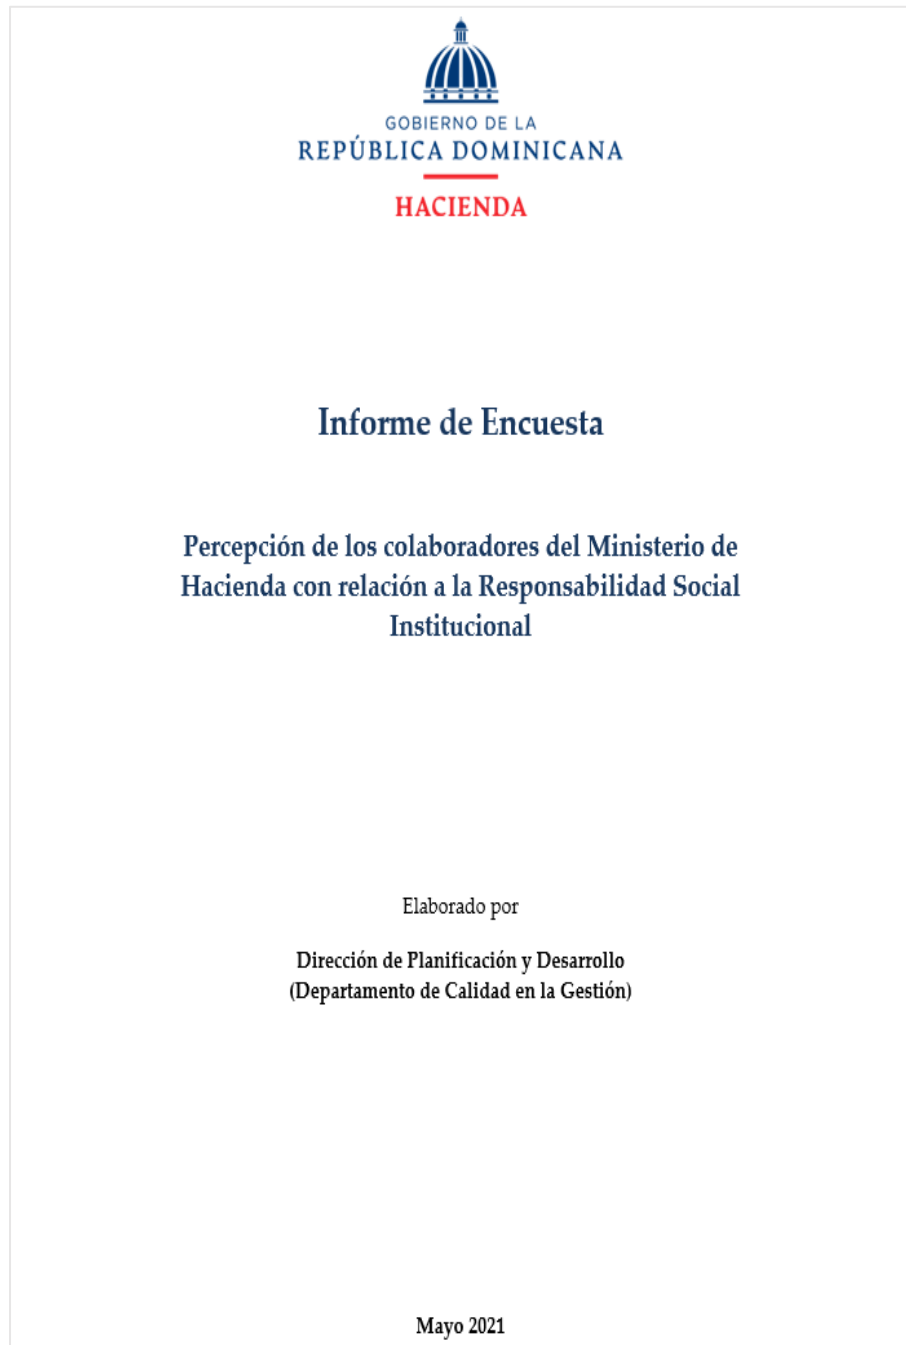 GOBIERNO DE LA
REPÚBLICA DOMINICANA
HACIENDA
Informe de Encuesta
Percepción de los colaboradores del Ministerio de
Hacienda con relación a la Responsabilidad Social
Institucional
Elaborado por
Dirección de Planificación y Desarrollo
(Departamento de Calidad en la Gestión)
Mayo 2021